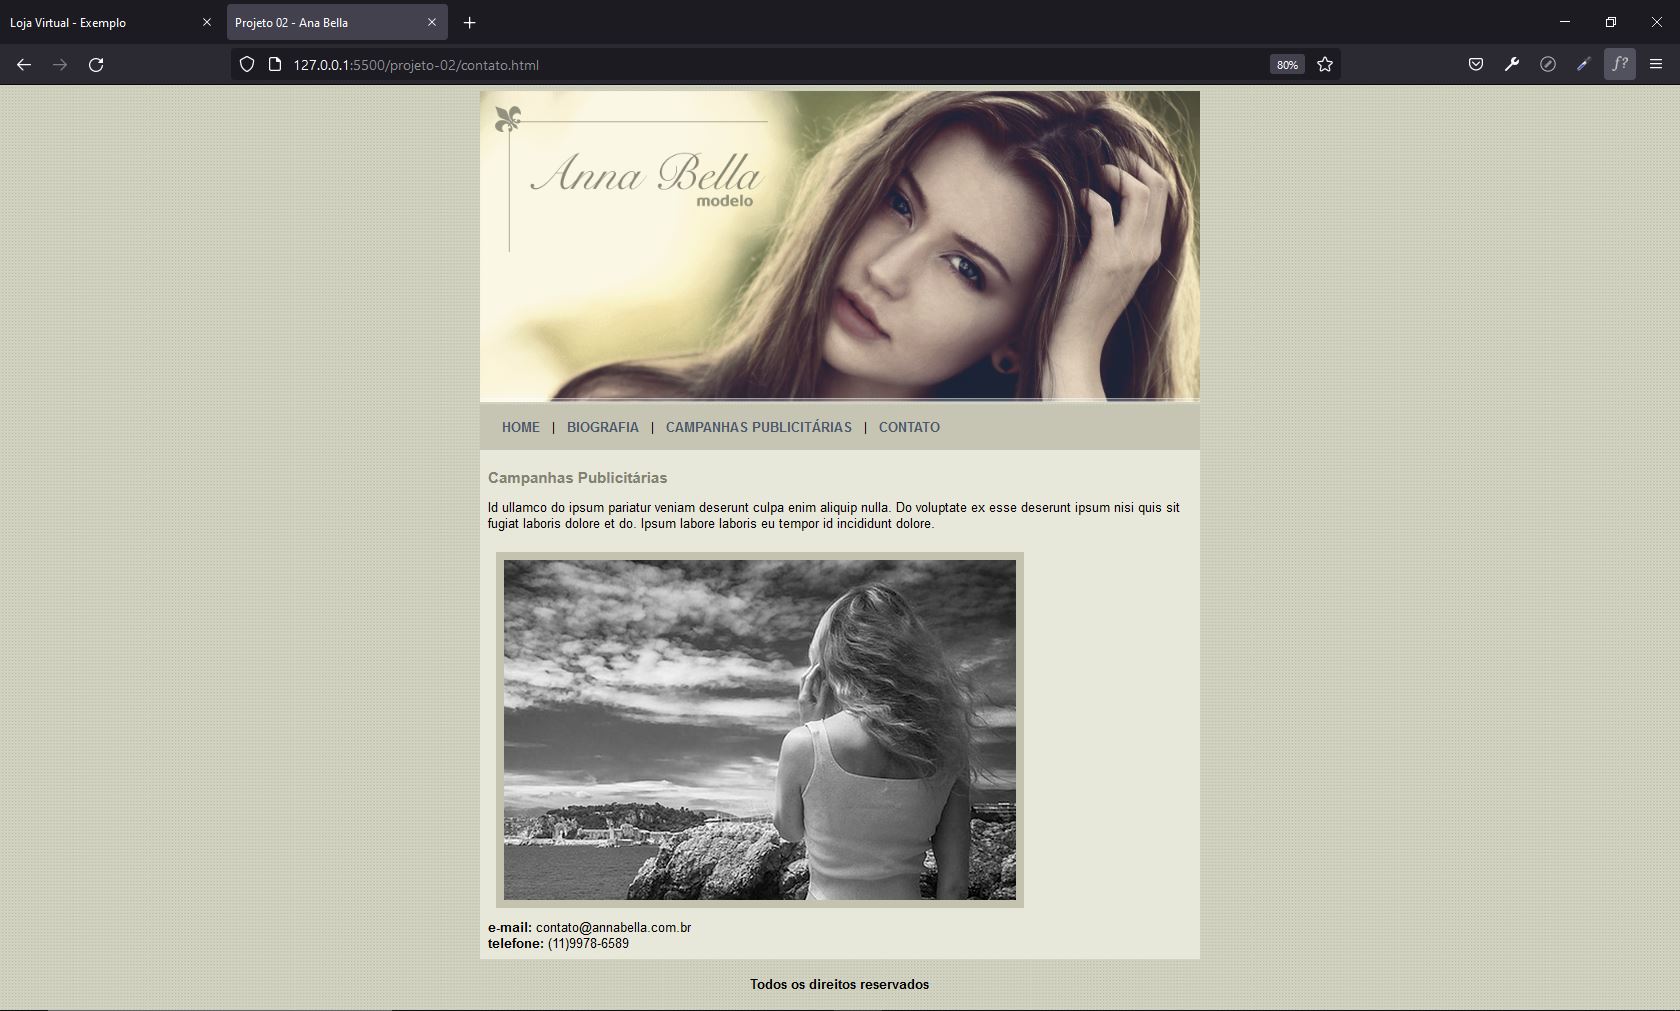 Loja Virtual - Exemplo
Projeto 02 - Ana Bella
127.0.0.1:5500/projeto-02/contato.html
80%
f?
Anna Bella
modelo
HOME | BIOGRAFIA | CAMPANHAS PUBLICITÁRIAS | CONTATO
Campanhas Publicitárias
Id ullamco do ipsum pariatur veniam deserunt culpa enim aliquip nulla. Do voluptate ex esse deserunt ipsum nisi quis sit
fugiat laboris dolore et do. Ipsum labore laboris eu tempor id incididunt dolore.
e-mail: contato@annabella.com.br
telefone: (11)9978-6589
Todos os direitos reservados